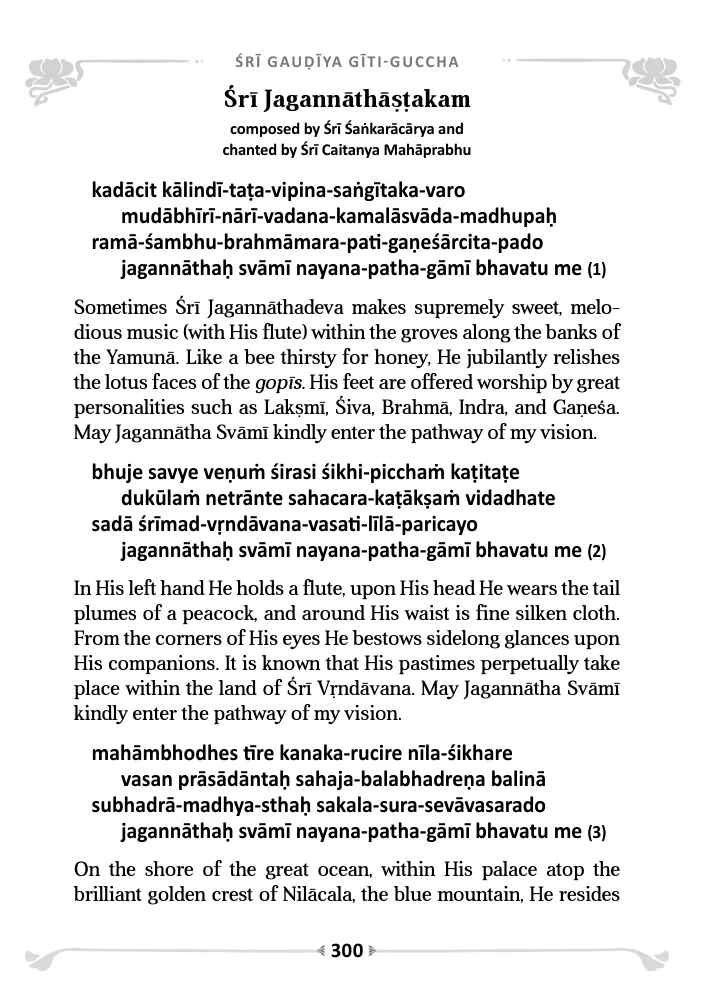 ŚRĪ GAUḌĪYA GĪTI-GUCCHA
Śrī Jagannāthāṣṭakam
composed by Śrī Śaṅkarācārya and
chanted by Śrī Caitanya Mahāprabhu
kadācit kālindī-taṭa-vipina-saṅgītaka-varo
mudābhīrī-nārī-vadana-kamalāsvāda-madhupaḥ
ramā-śambhu-brahmāmara-pati-gaṇeśārcita-pado
jagannāthaḥ svāmī nayana-patha-gāmī bhavatu me (1)
Sometimes Śrī Jagannāthadeva makes supremely sweet, melo-
dious music (with His flute) within the groves along the banks of
the Yamunā. Like a bee thirsty for honey, He jubilantly relishes
the lotus faces of the gopīs. His feet are offered worship by great
personalities such as Lakṣmī, Śiva, Brahmā, Indra, and Gaṇeśa.
May Jagannātha Svāmī kindly enter the pathway of my vision.
bhuje savye veṇuṁ śirasi śikhi-picchaṁ kaṭitaṭe
dukūlaṁ netrānte sahacara-kaṭākṣaṁ vidadhate
sadā śrīmad-vṛndāvana-vasati-līlā-paricayo
jagannāthaḥ svāmī nayana-patha-gāmī bhavatu me (2)
In His left hand He holds a flute, upon His head He wears the tail
plumes of a peacock, and around His waist is fine silken cloth.
From the corners of His eyes He bestows sidelong glances upon
His companions. It is known that His pastimes perpetually take
place within the land of Śrī Vṛndāvana. May Jagannātha Svāmī
kindly enter the pathway of my vision.
mahāmbhodhes tīre kanaka-rucire nīla-śikhare
vasan prāsādāntaḥ sahaja-balabhadreṇa balinā
subhadrā-madhya-sthaḥ sakala-sura-sevāvasarado
jagannāthaḥ svāmī nayana-patha-gāmī bhavatu me (3)
On the shore of the great ocean, within His palace atop the
brilliant golden crest of Nilācala, the blue mountain, He resides
300